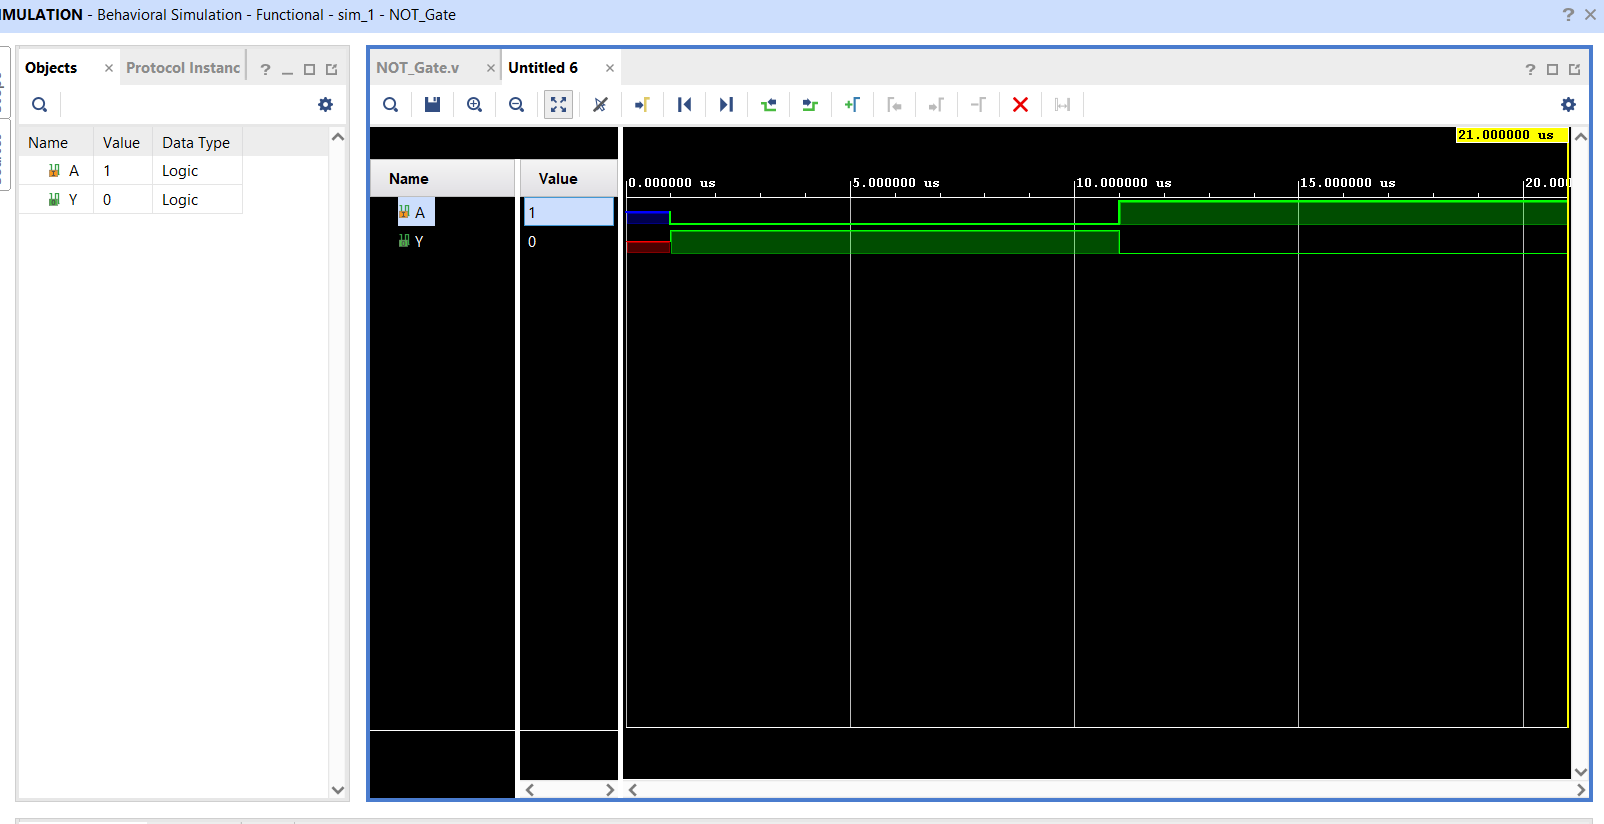 IMULATION - Behavioral Simulation - Functional - sim_1 - NOT_Gate
Objects
Protocol Instanc
Name Value Data Type
A 1 Logic
Y 0 Logic
NOT_Gate.v
Untitled 6
21.000000 us
Name Value
0.000000 us 5.000000 us 10.000000 us 15.000000 us 20.000
A 1
Y 0